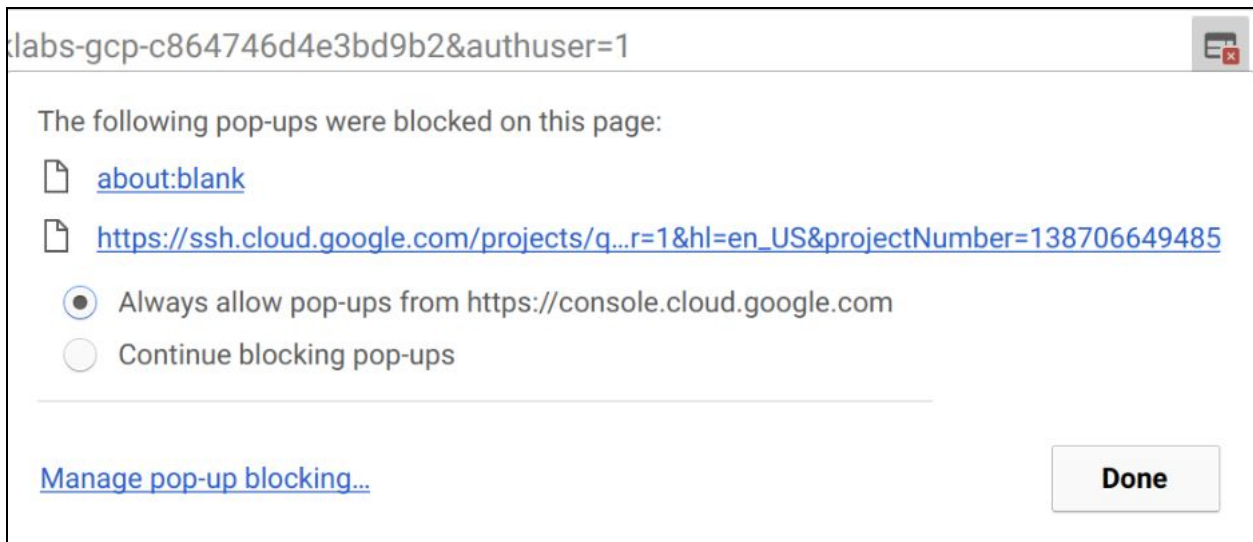 klabs-gcp-c864746d4e3bd9b2&authuser=1
The following pop-ups were blocked on this page:
about:blank
https://ssh.cloud.google.com/projects/q...r=1&hl=en_US&projectNumber=138706649485
Always allow pop-ups from https://console.cloud.google.com
Continue blocking pop-ups
Manage pop-up blocking...
Done